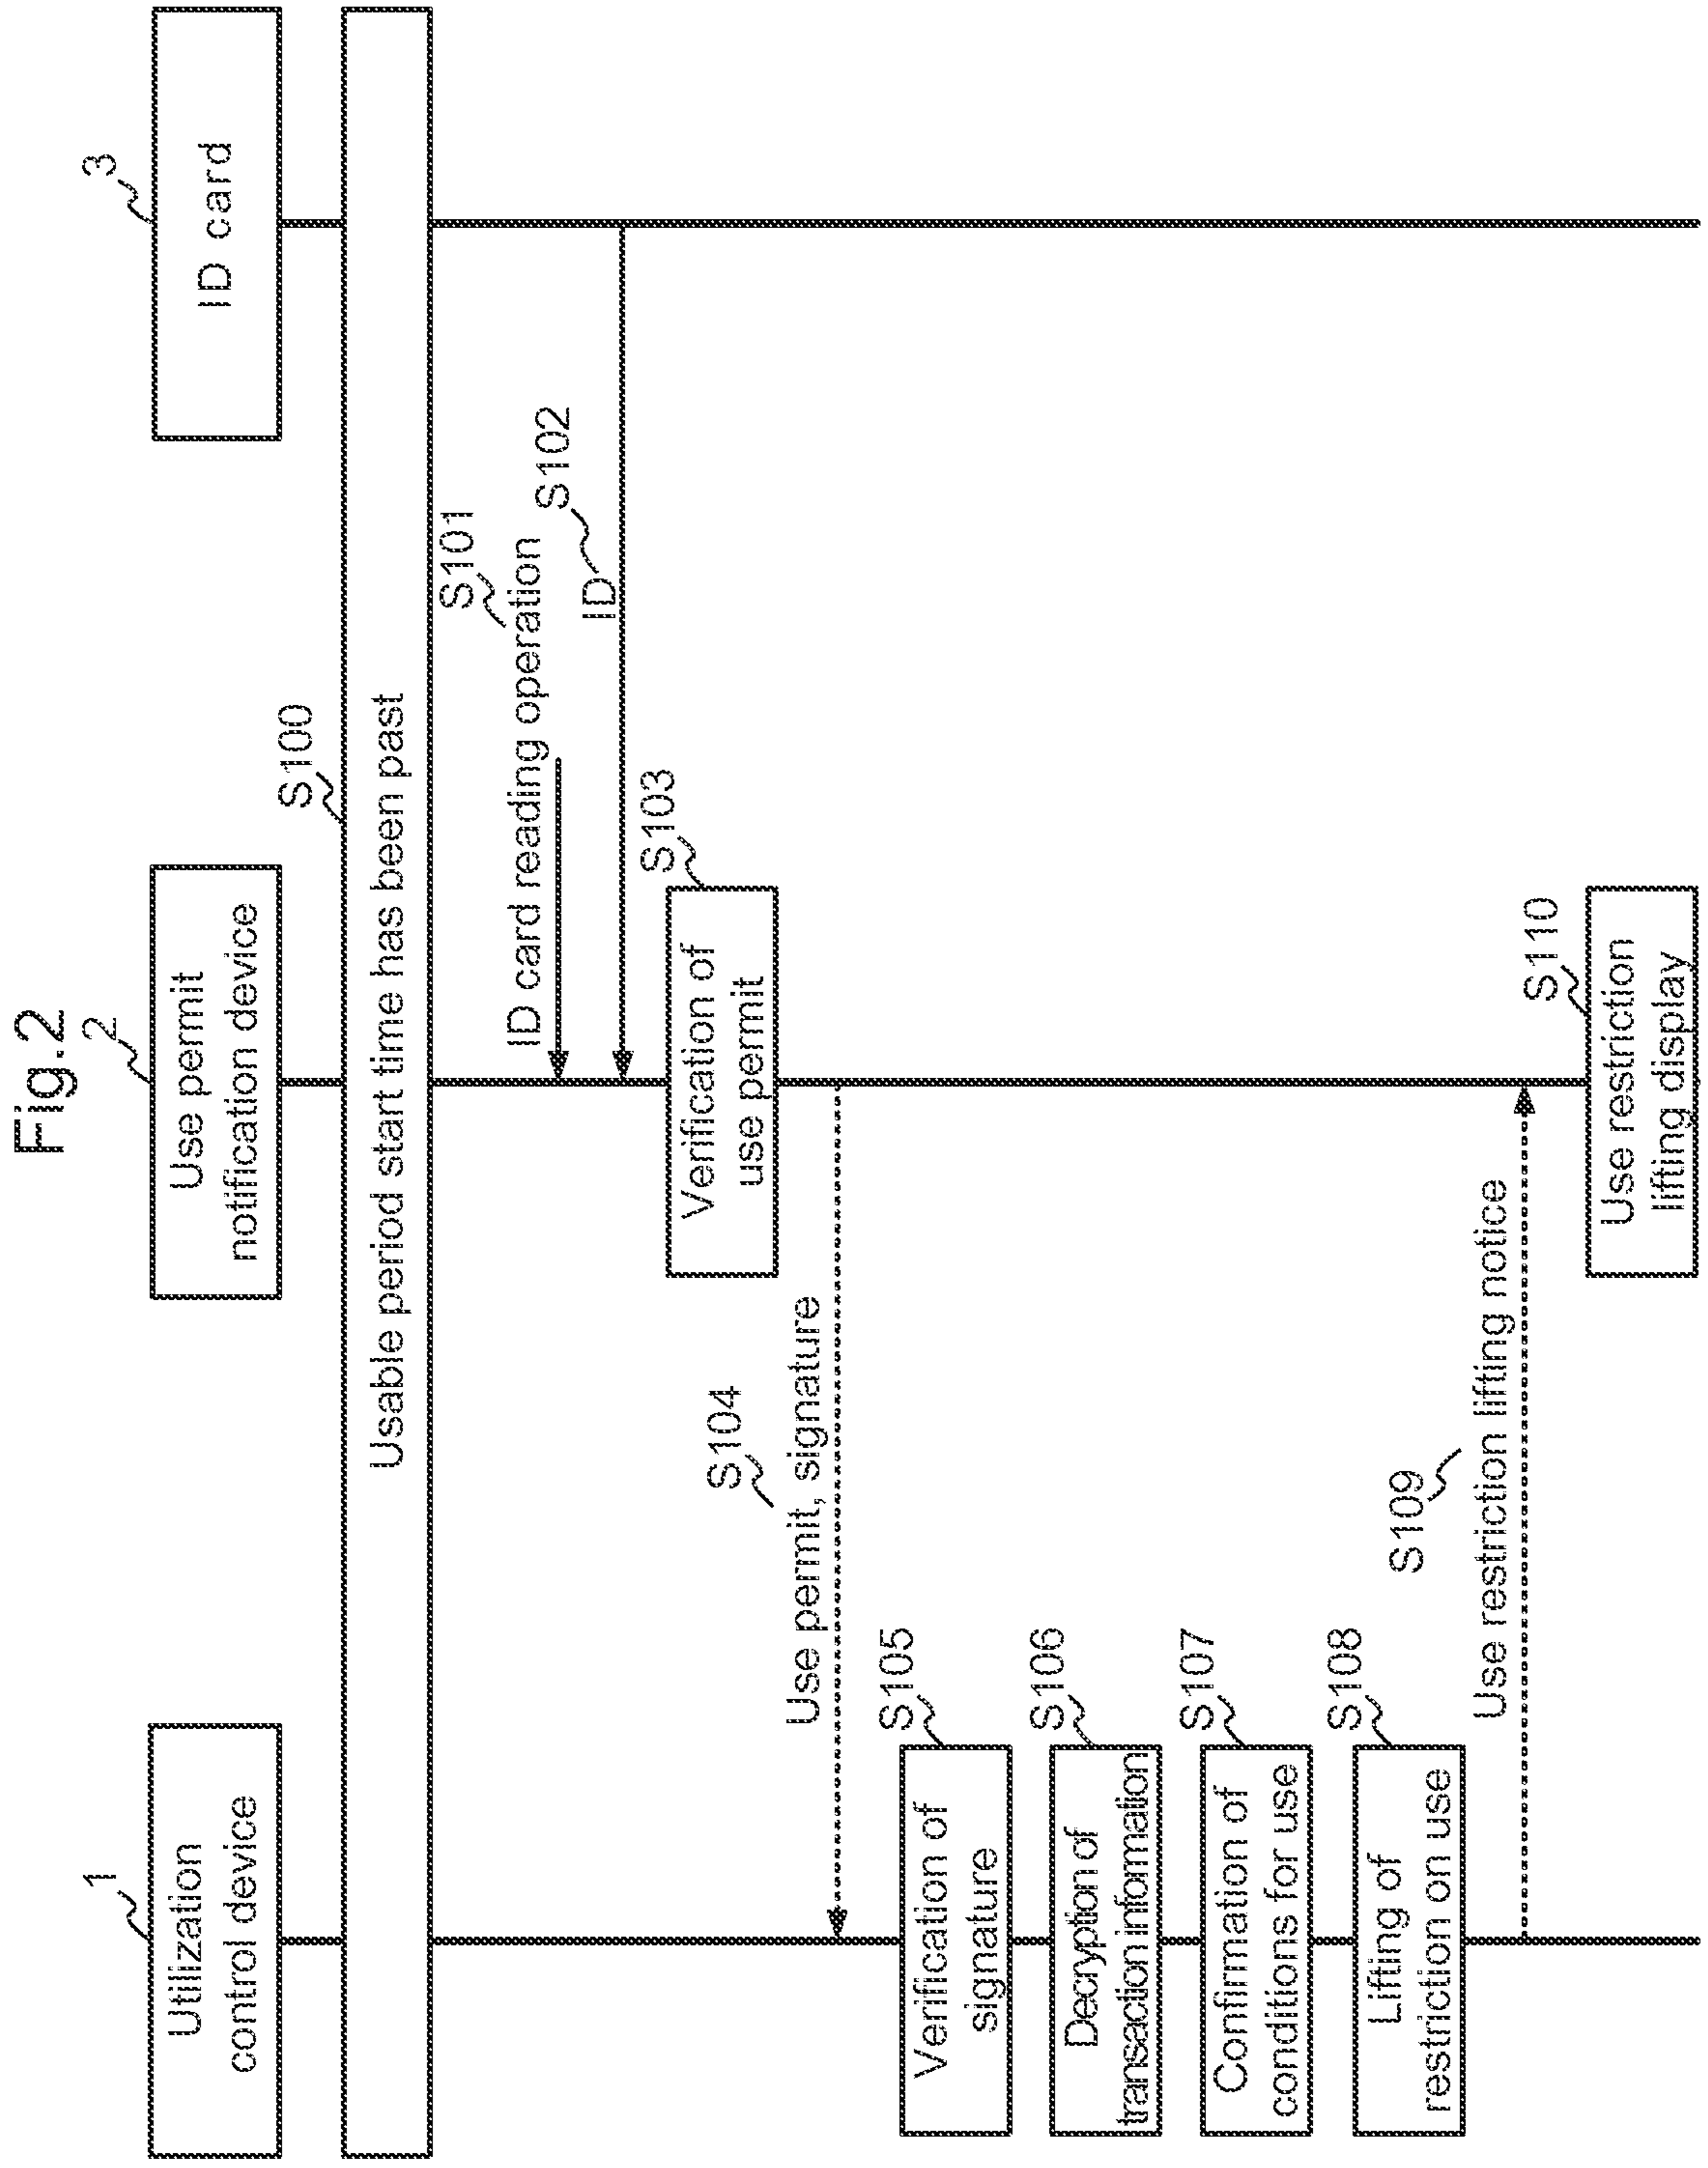 Fig.2
1
Utilization
control device
2
Use permit
notification device
3
ID card
S100
Usable period start time has been past
S101
ID card reading operation
S102
ID
S103
Verification of
use permit
S104
Use permit, signature
S105
Verification of
signature
S106
Decryption of
transaction information
S107
Confirmation of
conditions for use
S108
Lifting of
restriction on use
S109
Use restriction lifting notice
S110
Use restriction
lifting display